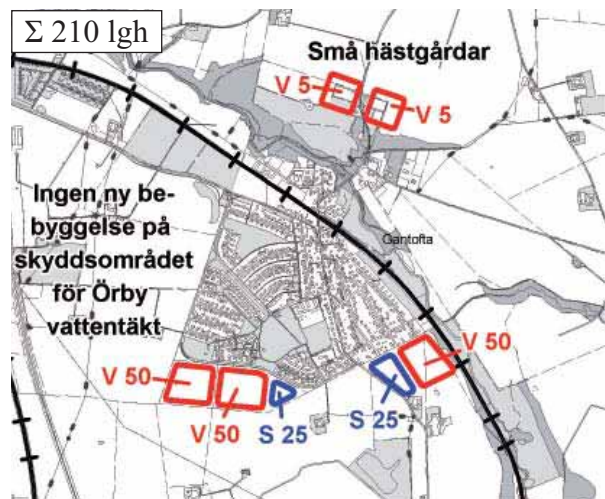 Σ 210 lgh
Små hästgårdar
V 5
V 5
Ingen ny be-
byggelse på
skyddsområdet
för Örby
vattentäkt
Gantofta
V 50
V 50
V 50
S 25
S 25